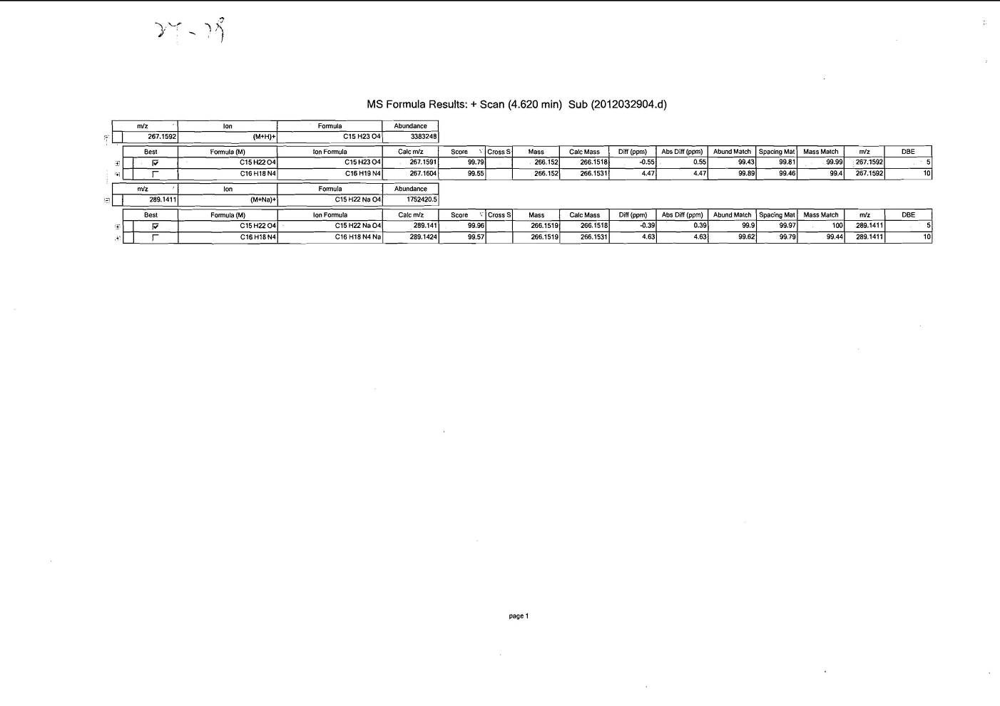 MS Formula Results: + Scan (4.620 min) Sub (2012032904.d)
m/z Ion Formula Abundance
267.1592 (M+H)+ C15 H23 O4 3383248
Best Formula (M) Ion Formula Calc m/z Score Cross S Mass Calc Mass Diff (ppm) Abs Diff (ppm) Abund Match Spacing Mat Mass Match m/z DBE
C15 H22 O4 C15 H23 O4 267.1591 99.79 266.152 266.1518 -0.55 0.55 99.43 99.81 99.99 267.1592 5
C16 H18 N4 C16 H19 N4 267.1604 99.55 266.152 266.1531 4.47 4.47 99.89 99.46 99.4 267.1592 10
m/z Ion Formula Abundance
289.1411 (M+Na)+ C15 H22 Na O4 1752420.5
Best Formula (M) Ion Formula Calc m/z Score Cross S Mass Calc Mass Diff (ppm) Abs Diff (ppm) Abund Match Spacing Mat Mass Match m/z DBE
C15 H22 O4 C15 H22 Na O4 289.141 99.96 266.1519 266.1518 -0.39 0.39 99.9 99.97 100 289.1411 5
C16 H18 N4 C16 H18 N4 Na 289.1424 99.57 266.1519 266.1531 4.63 4.63 99.62 99.79 99.44 289.1411 10
page 1